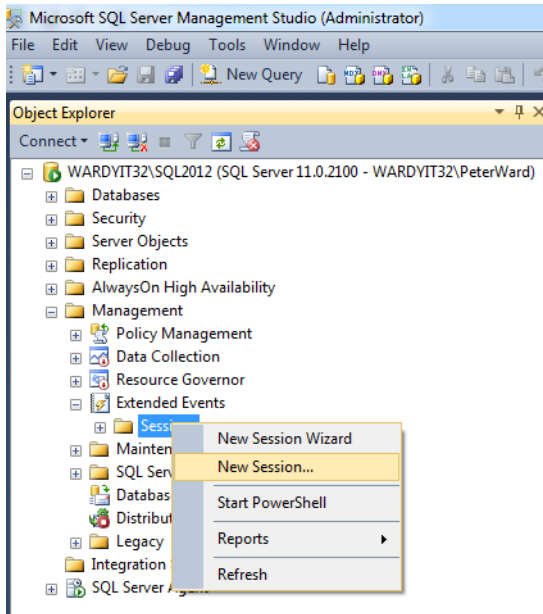 Microsoft SQL Server Management Studio (Administrator)
File Edit View Debug Tools Window Help
New Query
Object Explorer
Connect
WARDYIT32\SQL2012 (SQL Server 11.0.2100 - WARDYIT32\PeterWard)
Databases
Security
Server Objects
Replication
AlwaysOn High Availability
Management
Policy Management
Data Collection
Resource Governor
Extended Events
New Session Wizard
New Session...
Start PowerShell
Reports
Refresh
Legacy
Integration
SQL Server Agent